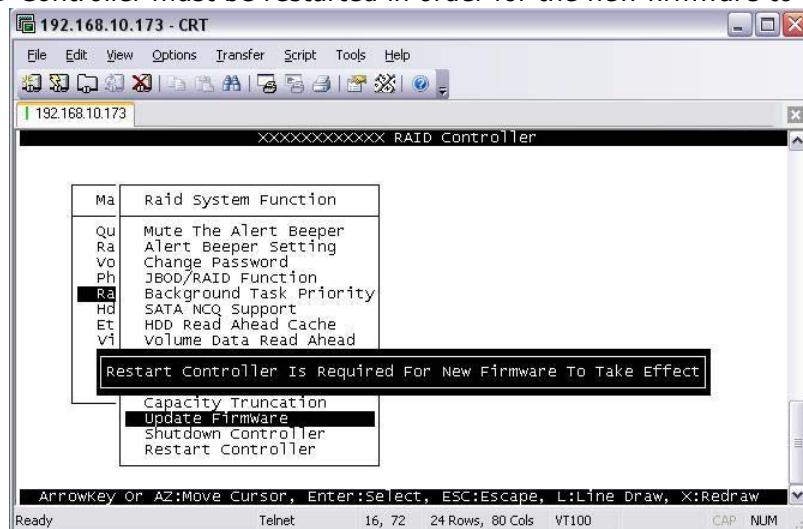 Controller must be restarted in order for the new firmware to
192.168.10.173 - CRT
File Edit View Options Transfer Script Tools Help
192.168.10.173
XXXXXXXXXXXX RAID Controller
Ma Raid System Function
Qu Mute The Alert Beeper
Ra Alert Beeper Setting
Vo Change Password
Ph JBOD/RAID Function
Ra Background Task Priority
Hd SATA NCQ Support
Et HDD Read Ahead Cache
Vi Volume Data Read Ahead
Restart Controller Is Required For New Firmware To Take Effect
Capacity Truncation
Update FirmWare
Shutdown Controller
Restart Controller
ArrowKey Or AZ:Move Cursor, Enter:Select, ESC:Escape, L:Line Draw, X:Redraw
Ready Telnet 16, 72 24 Rows, 80 Cols VT100 CAP NUM